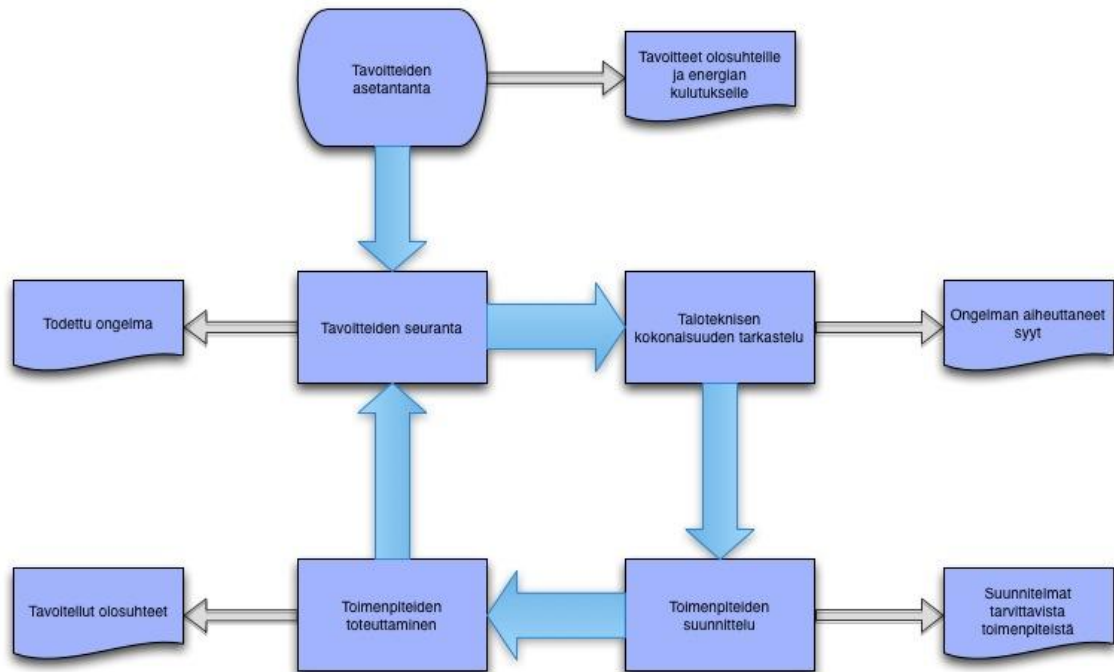 Tavoitteiden
asetantanta
Tavoitteet olosuhteille
ja energian
kulutukselle
Todettu ongelma
Tavoitteiden seuranta
Taloteknisen
kokonaisuuden tarkastelu
Ongelman aiheuttaneet
syyt
Tavoitellut olosuhteet
Toimenpiteiden
toteuttaminen
Toimenpiteiden
suunnittelu
Suunnitelmat
tarvittavista
toimenpiteistä